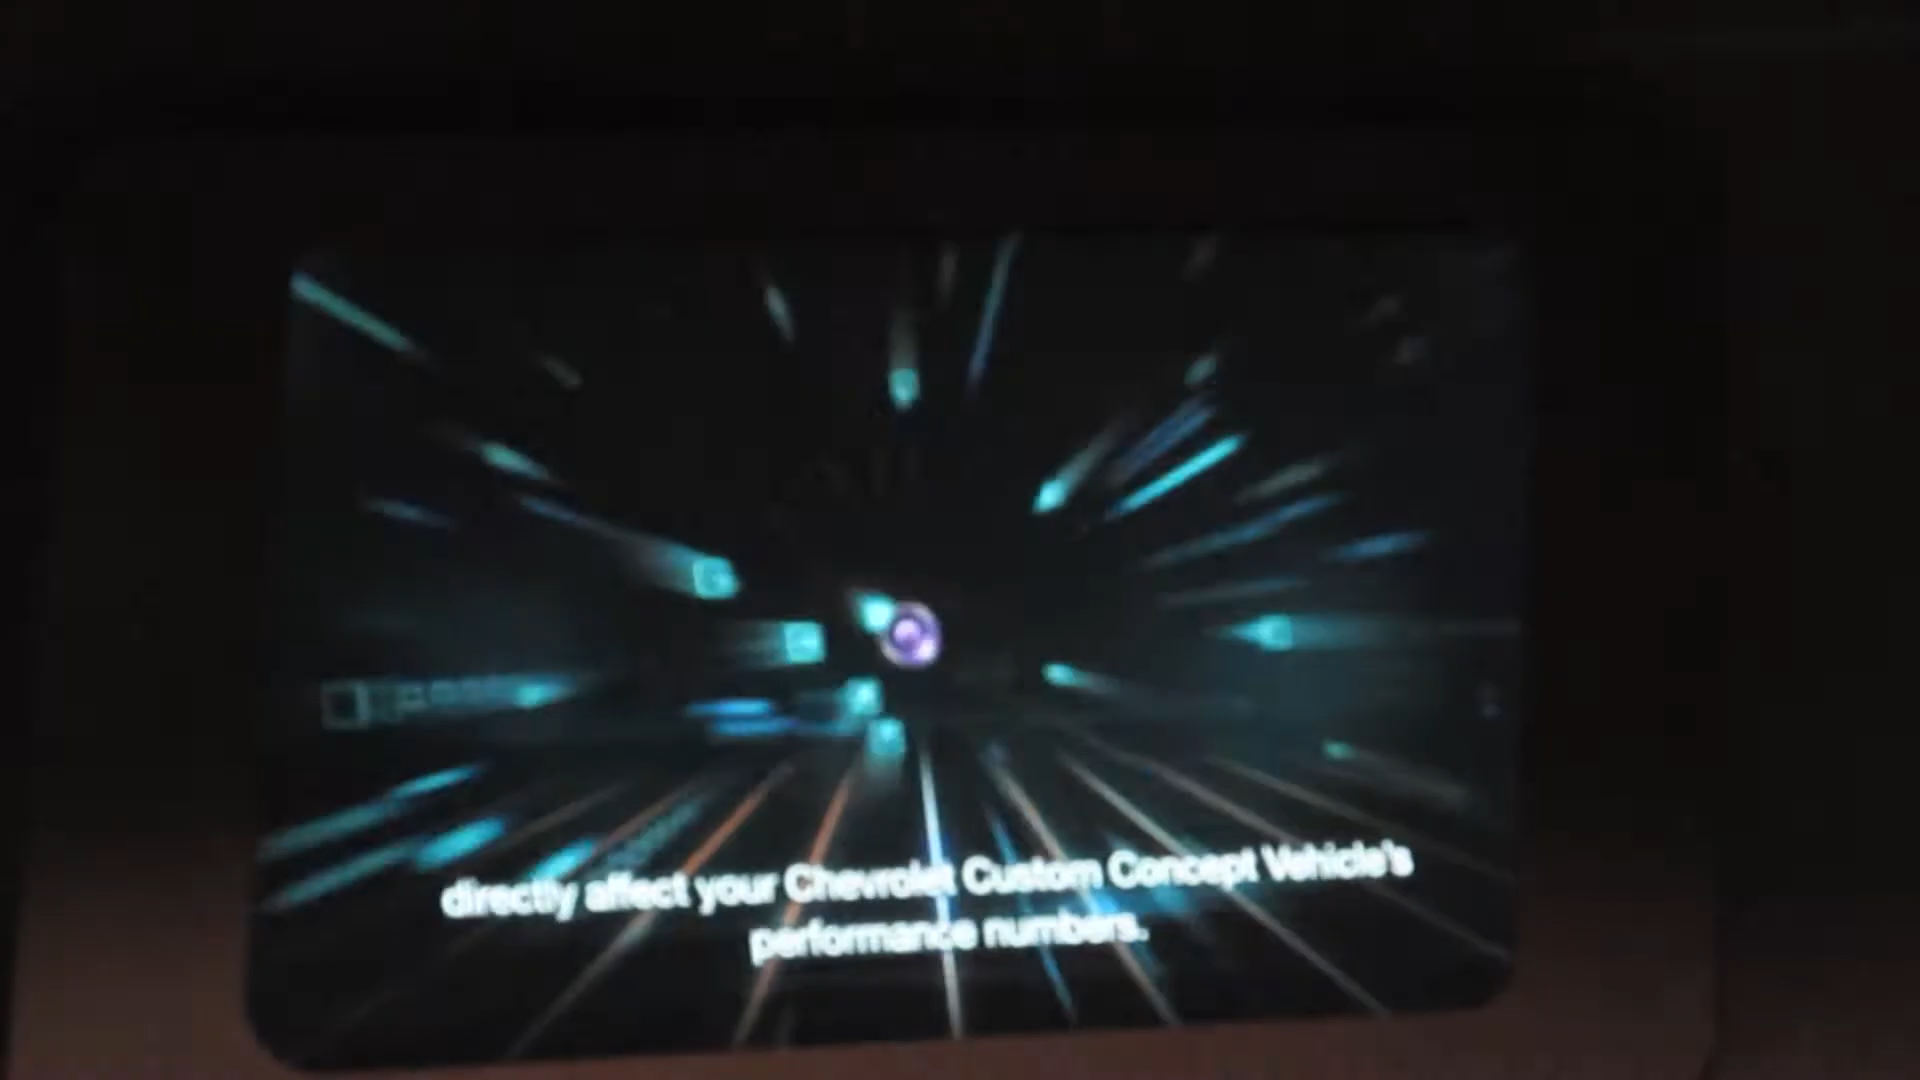 directly affect your Chevrolet Custom Concept Vehicle's
performance numbers.